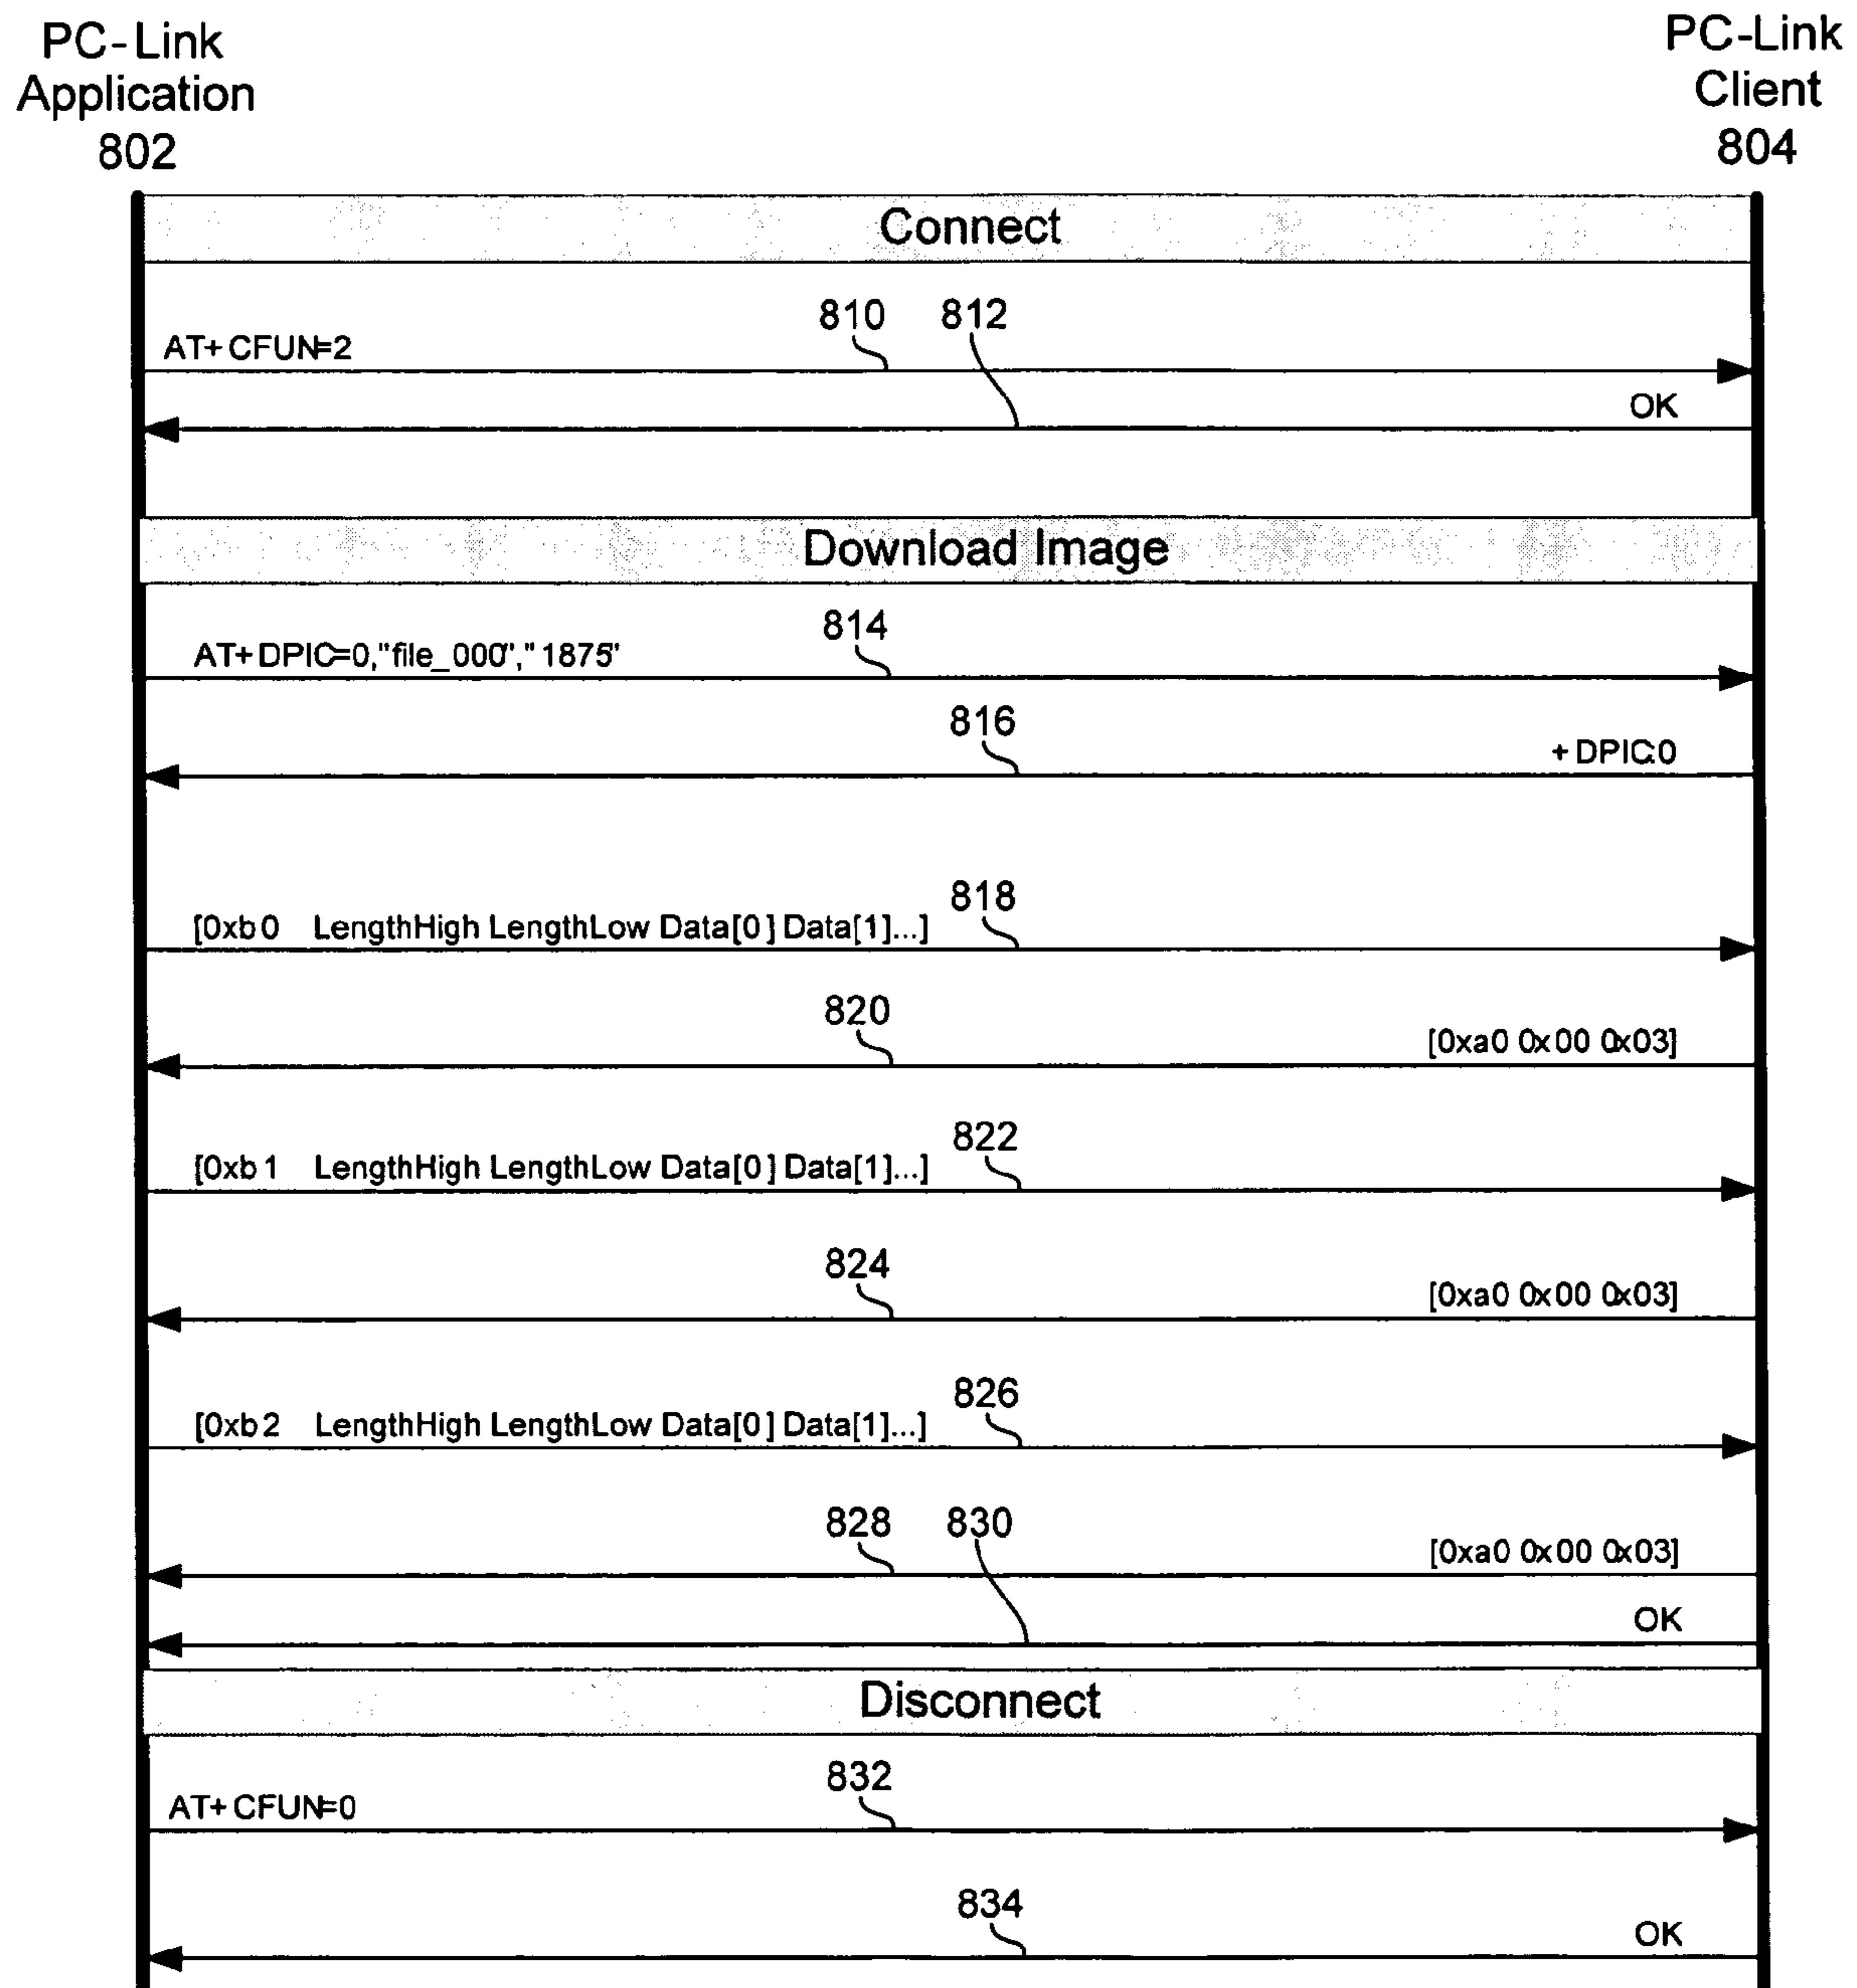 PC-Link
Application
802
PC-Link
Client
804
Connect
810
812
AT+CFUN=2
OK
Download Image
814
AT+DPIC=0,"file_000","1875"
816
+DPIC:0
818
[0xb0 LengthHigh LengthLow Data[0] Data[1]...]
820
[0xa0 0x00 0x03]
822
[0xb1 LengthHigh LengthLow Data[0] Data[1]...]
824
[0xa0 0x00 0x03]
826
[0xb2 LengthHigh LengthLow Data[0] Data[1]...]
828
830
[0xa0 0x00 0x03]
OK
Disconnect
832
AT+CFUN=0
834
OK